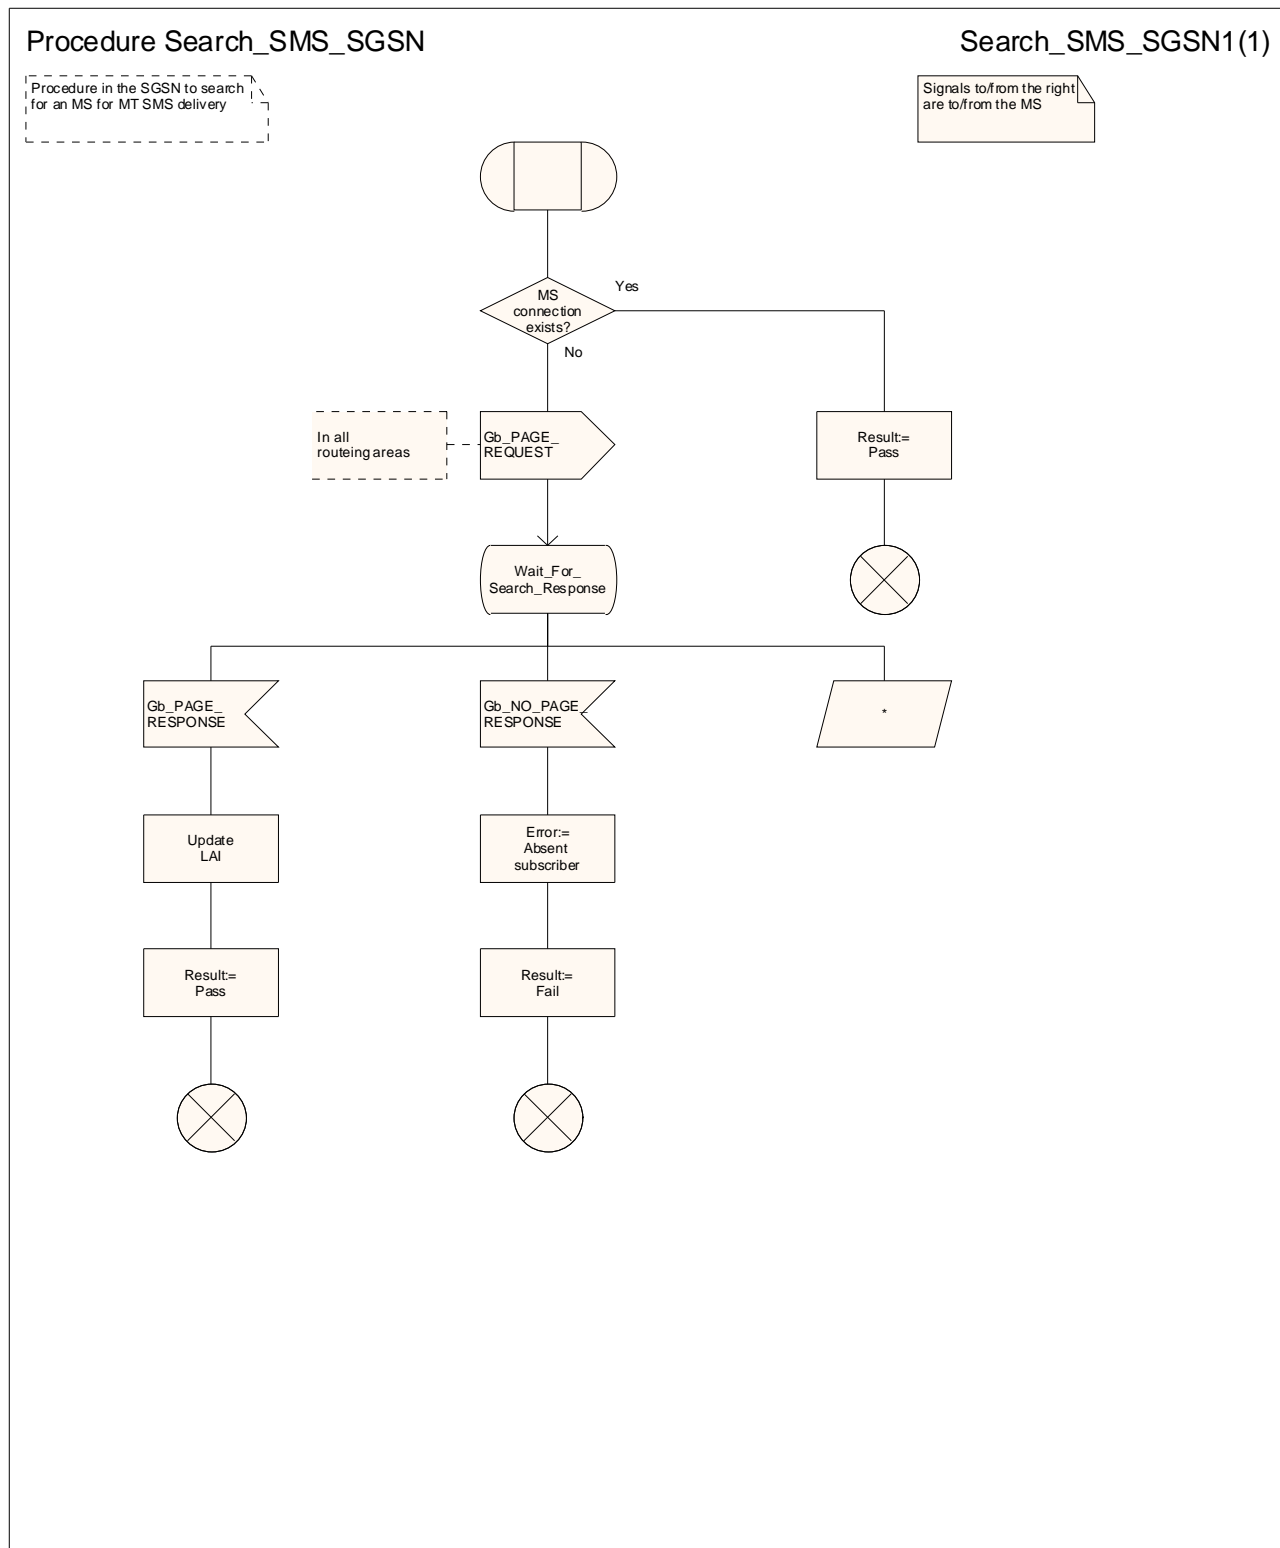 Procedure Search_SMS_SGSN
Search_SMS_SGSN1(1)
Procedure in the SGSN to search
for an MS for MT SMS delivery
Signals to/from the right
are to/from the MS
MS
connection
exists?
Yes
No
In all
routeing areas
Gb_PAGE_
REQUEST
Result:=
Pass
Wait_For_
Search_Response
Gb_PAGE_
RESPONSE
Gb_NO_PAGE_
RESPONSE
*
Update
LAI
Error:=
Absent
subscriber
Result:=
Pass
Result:=
Fail